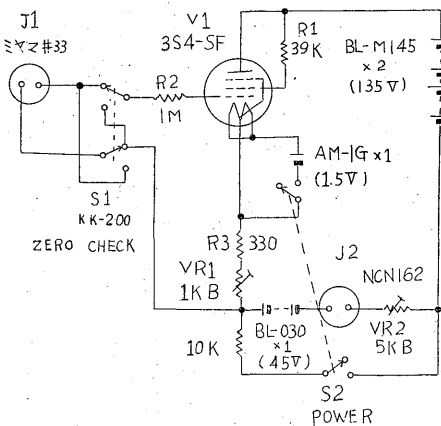 J1
ミヤマ#33
V1
3S4-SF
R1
39K
BL-M145
×2
(135V)
R2
1M
AM-1G×1
(1.5V)
S1
KK-200
ZERO CHECK
R3 330
VR1
1KB
J2
NCN162
BL-030
×1
(45V)
VR2
5KB
10K
S2
POWER